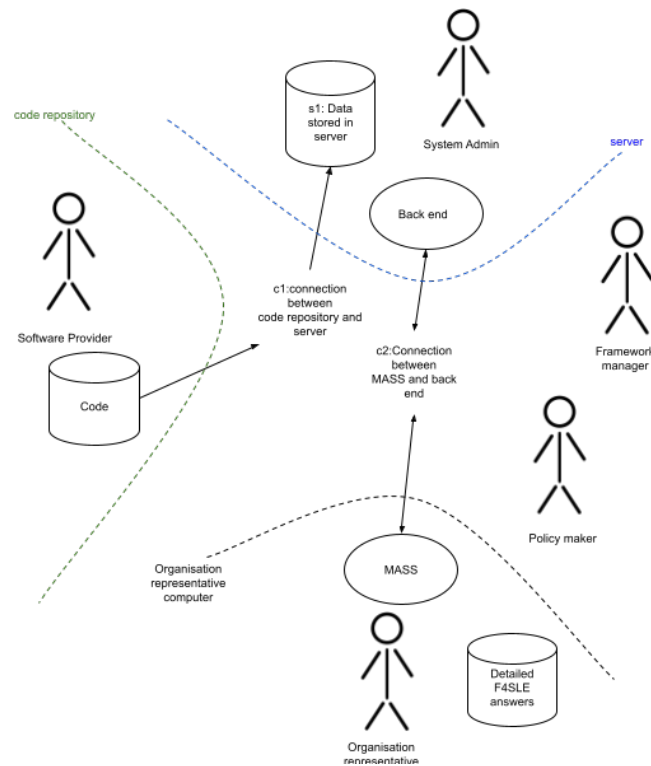 code repository
s1: Data
stored in
server
System Admin
server
Back end
Software Provider
c1:connection
between
code repository and
server
Framework
manager
c2:Connection
between
MASS and back
end
Code
Policy maker
Organisation
representative
computer
MASS
Detailed
F4SLE
answers
Organisation
representative